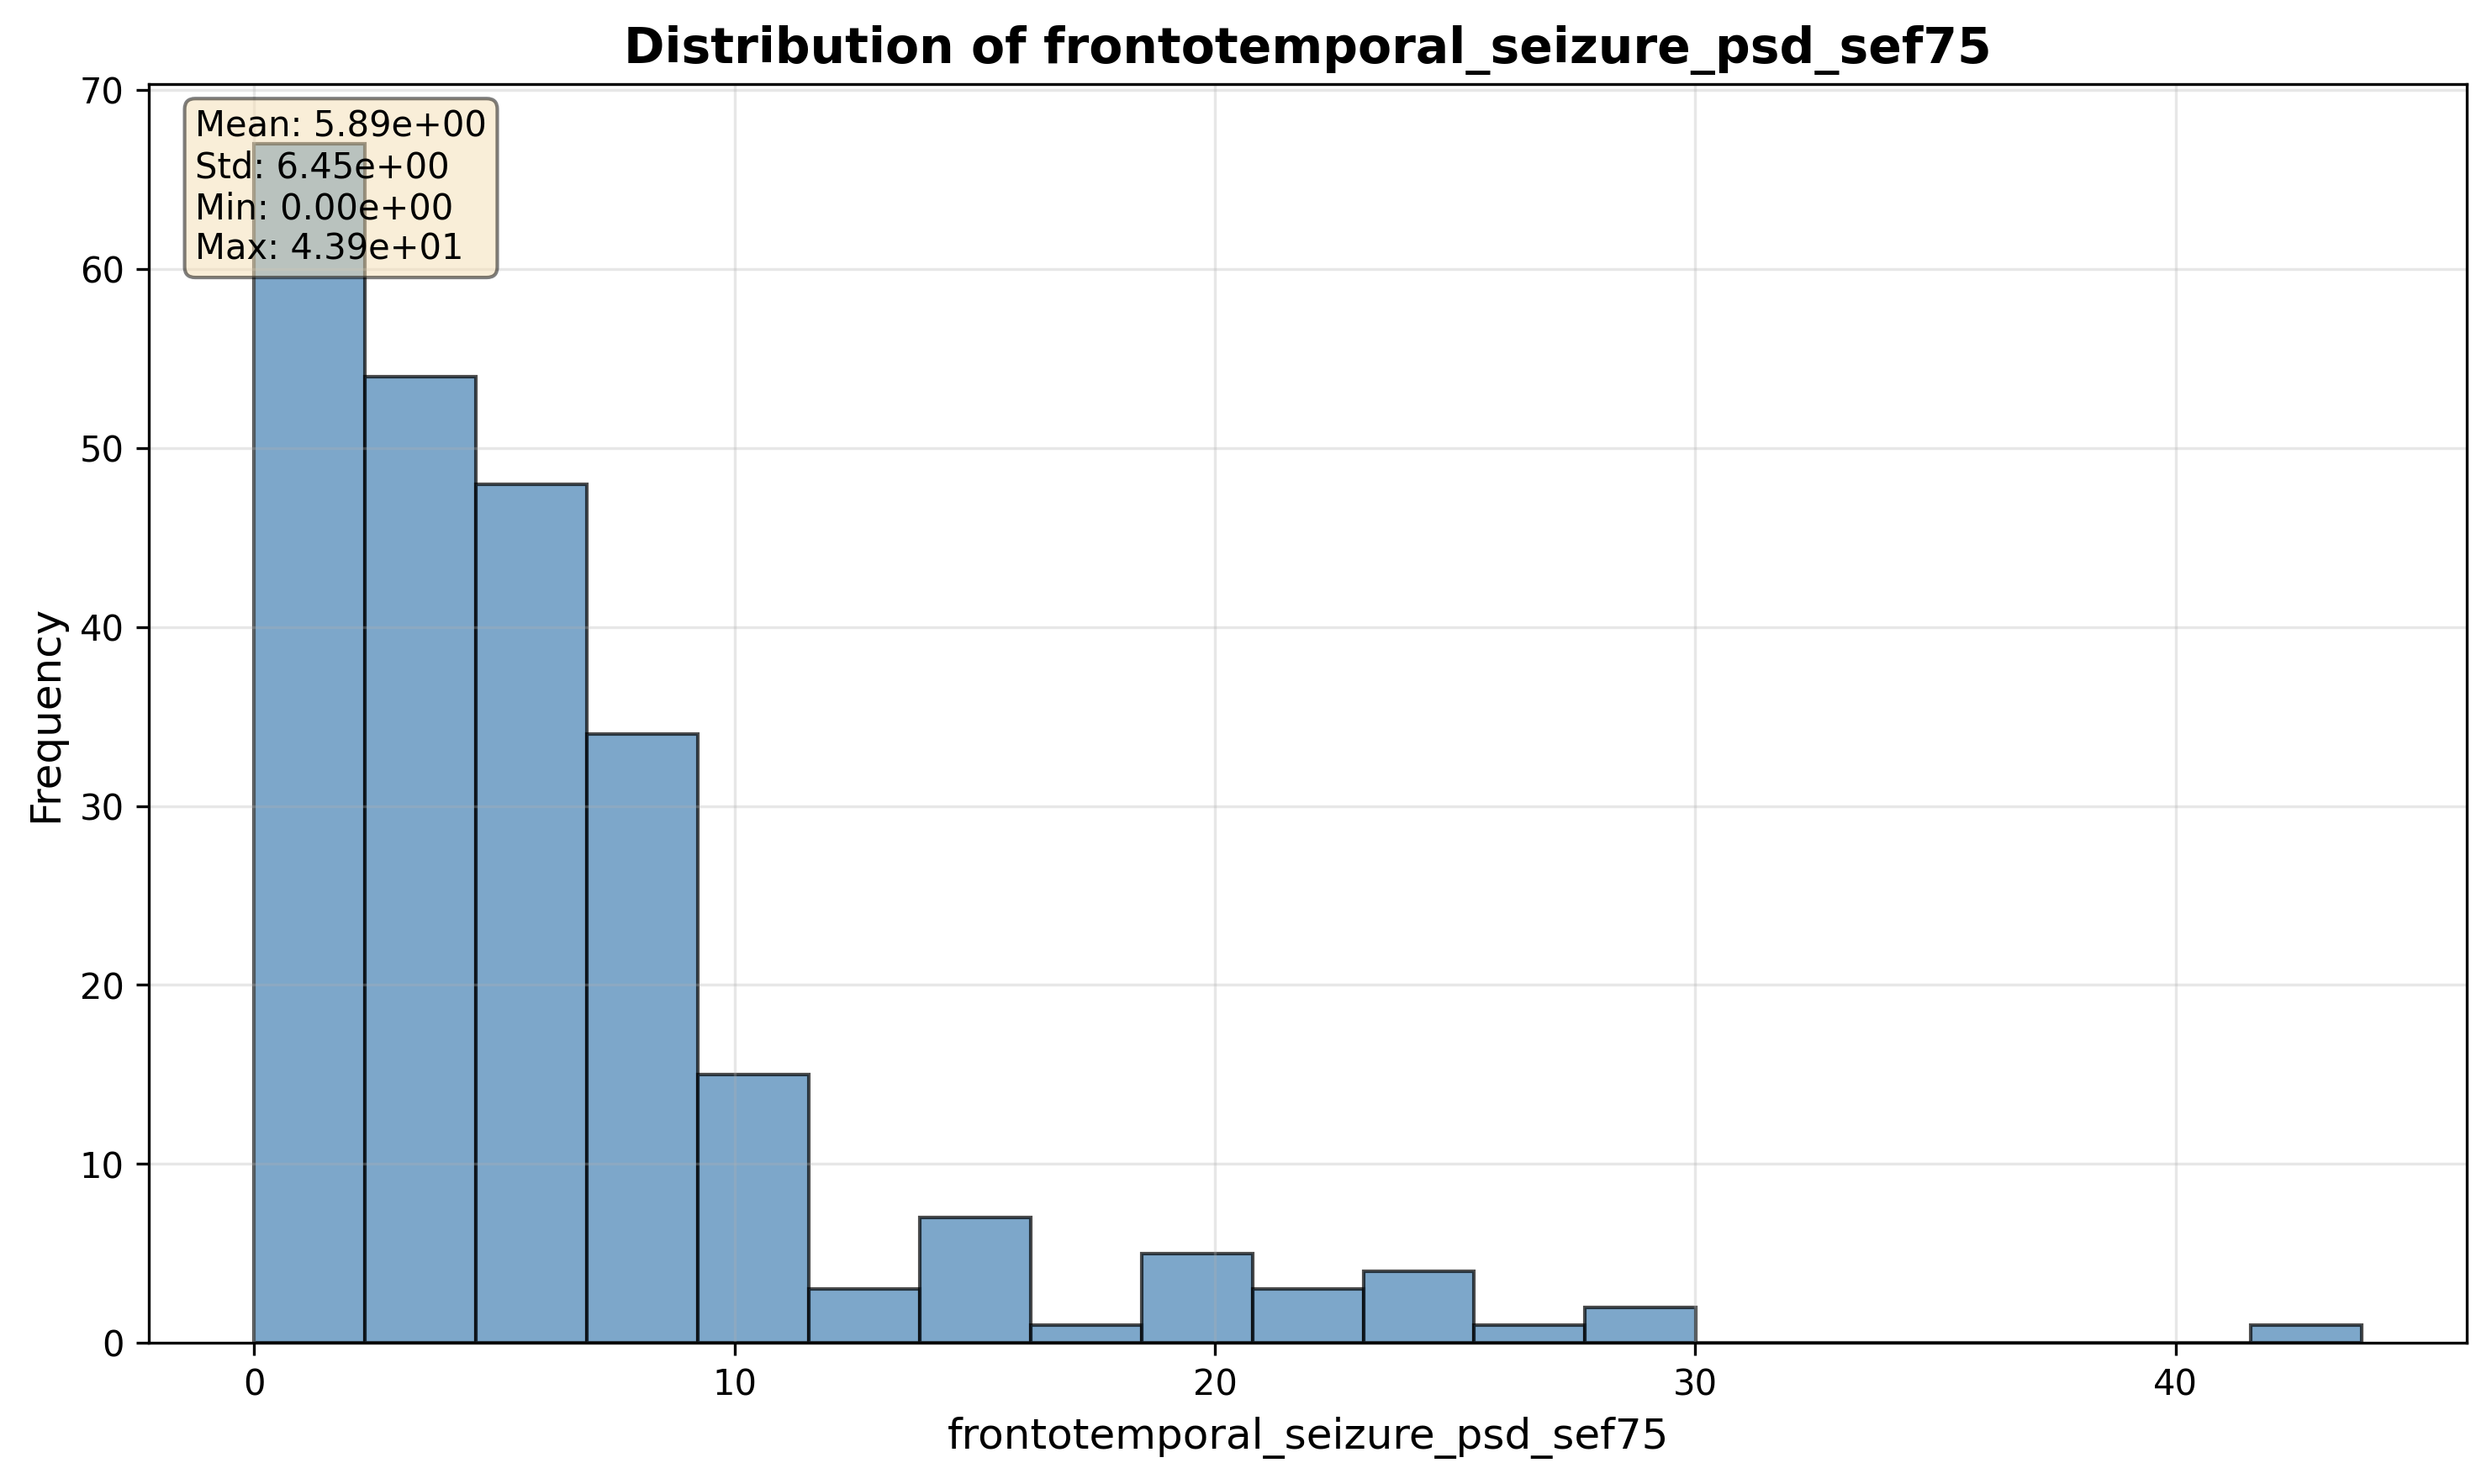 Distribution of frontotemporal_seizure_psd_sef75
Mean: 5.89e+00
Std: 6.45e+00
Min: 0.00e+00
Max: 4.39e+01
Frequency
70
60
50
40
30
20
10
0
0 10 20 30 40
frontotemporal_seizure_psd_sef75